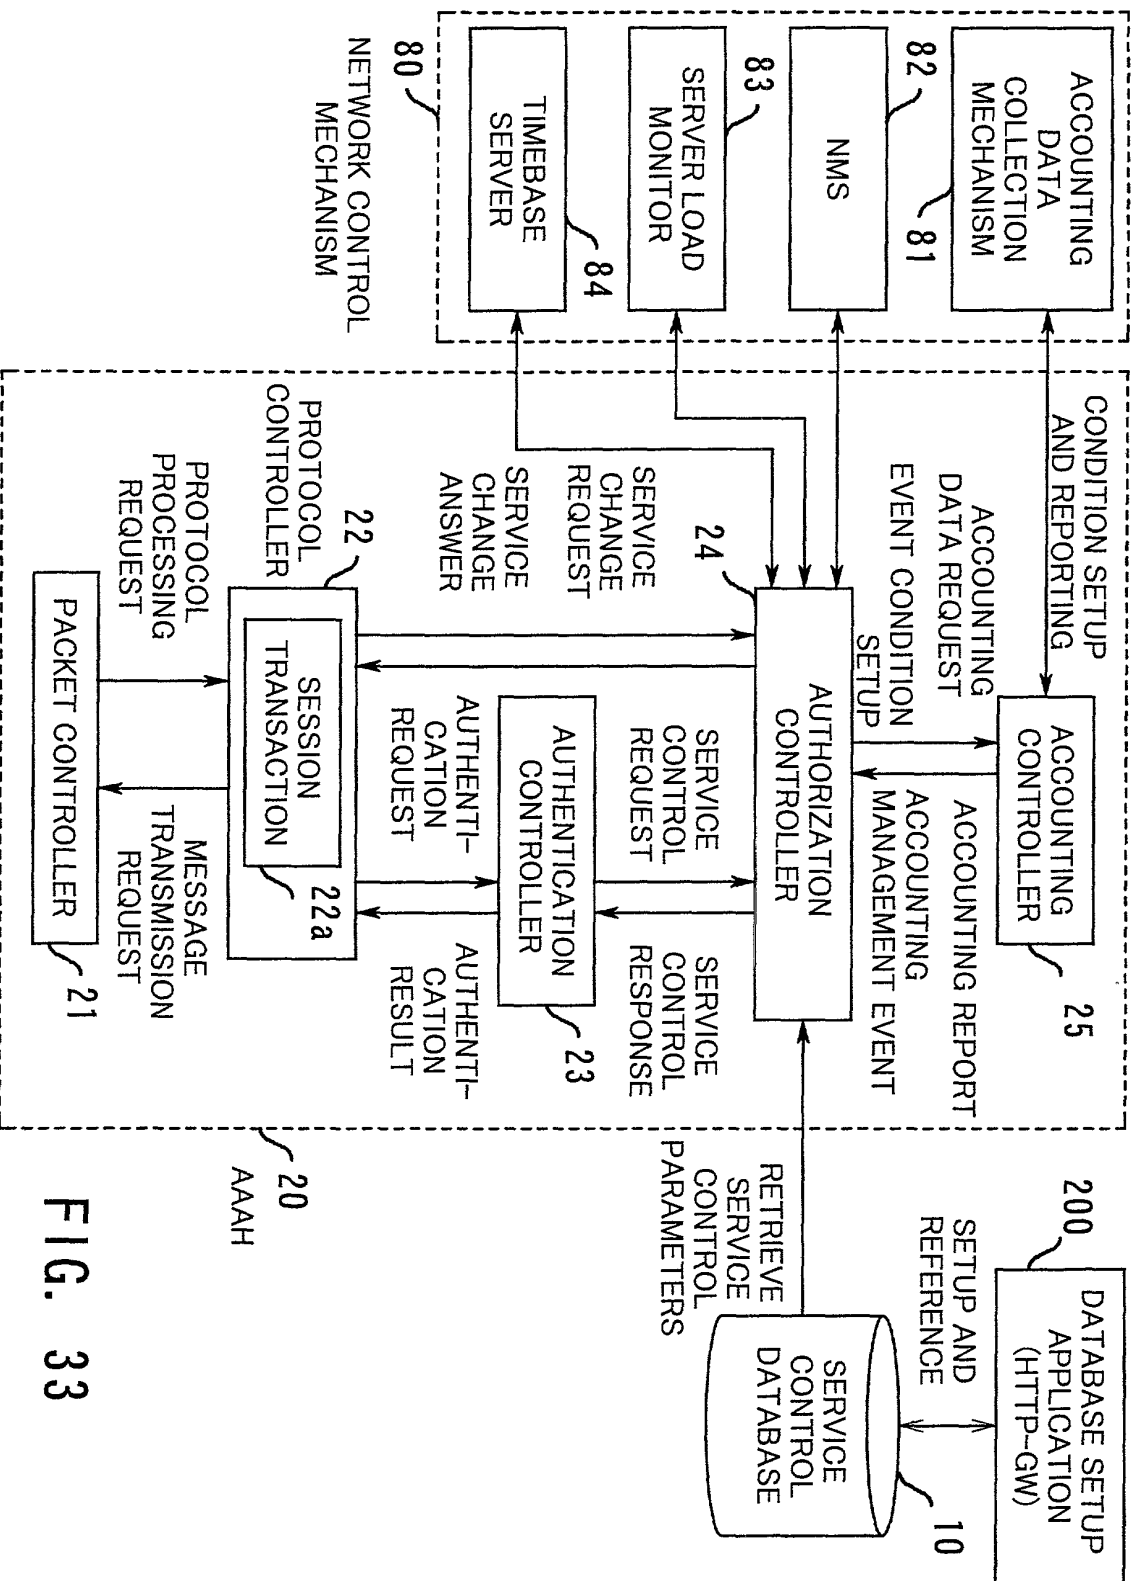 80
NETWORK CONTROL
MECHANISM
ACCOUNTING
DATA
COLLECTION
MECHANISM
81
NMS
82
SERVER LOAD
MONITOR
83
TIMEBASE
SERVER
84
CONDITION SETUP
AND REPORTING
ACCOUNTING
CONTROLLER
25
ACCOUNTING
DATA REQUEST
EVENT CONDITION
SETUP
ACCOUNTING REPORT
ACCOUNTING
MANAGEMENT EVENT
AUTHORIZATION
CONTROLLER
24
SERVICE
CHANGE
REQUEST
SERVICE
CHANGE
ANSWER
SERVICE
CONTROL
REQUEST
SERVICE
CONTROL
RESPONSE
AUTHENTICATION
CONTROLLER
23
AUTHENTI-
CATION
REQUEST
AUTHENTI-
CATION
RESULT
PROTOCOL
CONTROLLER
22
SESSION
TRANSACTION
22a
PROTOCOL
PROCESSING
REQUEST
MESSAGE
TRANSMISSION
REQUEST
PACKET CONTROLLER
21
20
AAAH
200
DATABASE SETUP
APPLICATION
(HTTP-GW)
SETUP AND
REFERENCE
SERVICE
CONTROL
DATABASE
10
RETRIEVE
SERVICE
CONTROL
PARAMETERS
FIG. 33